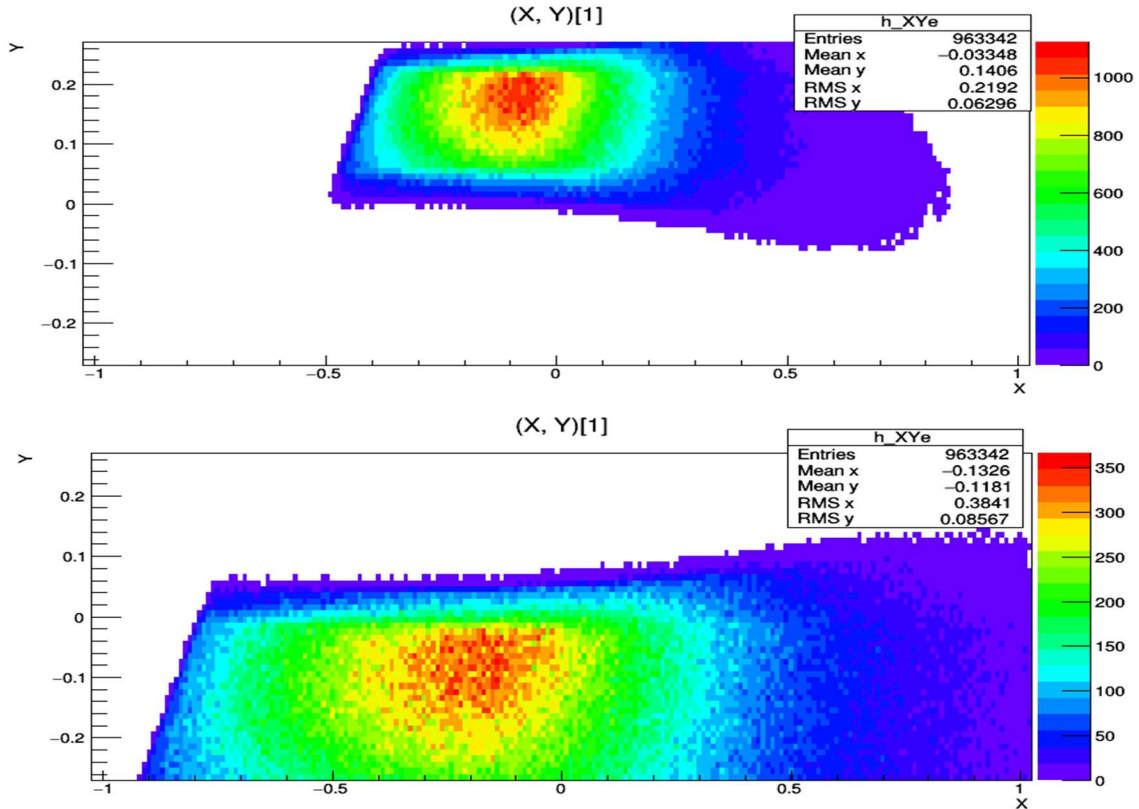 (X, Y)[1]
Y
h_XYe
Entries 963342
Mean x −0.03348
Mean y 0.1406
RMS x 0.2192
RMS y 0.06296
0.2
0.1
0
−0.1
−0.2
−1
−0.5
0
0.5
1
X
1000
800
600
400
200
0
(X, Y)[1]
Y
h_XYe
Entries 963342
Mean x −0.1326
Mean y −0.1181
RMS x 0.3841
RMS y 0.08567
0.2
0.1
0
−0.1
−0.2
−1
−0.5
0
0.5
1
X
350
300
250
200
150
100
50
0